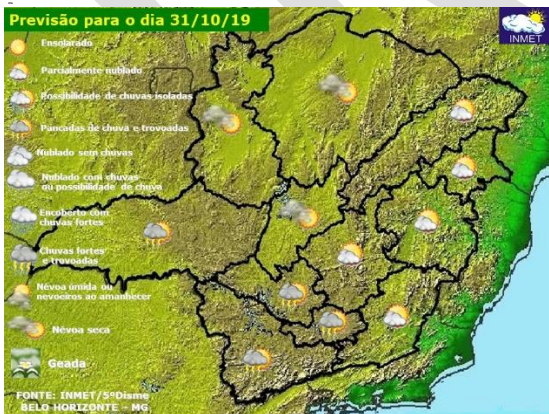 Previsão para o dia 31/10/19
INMET
Ensolarado
Parcialmente nublado
Possibilidade de chuvas isoladas
Pancadas de chuva e trovoadas
Nublado sem chuvas
Nublado com chuvas
ou possibilidade de chuva
Encoberto com
chuvas fortes
Chuvas fortes
e trovoadas
Névoa úmida ou
nevoeiros ao amanhecer
Névoa seca
Geada
FONTE: INMET/5ºDisme
BELO HORIZONTE - MG